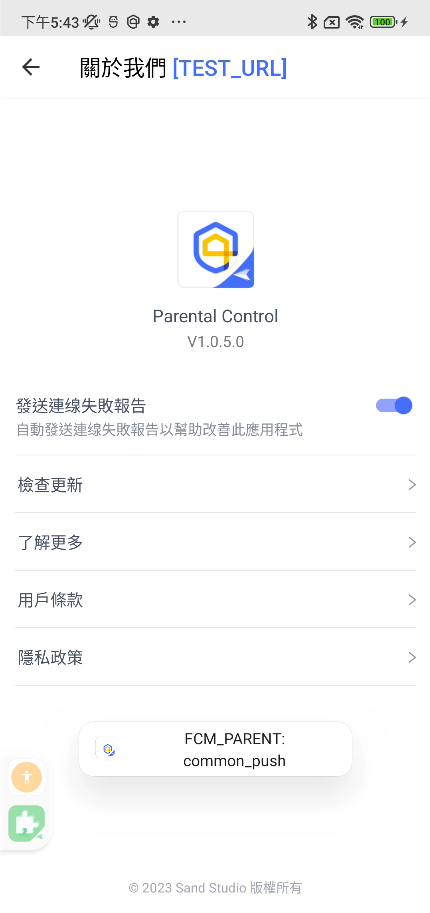 下午5:43
100
關於我們 [TEST_URL]
Parental Control
V1.0.5.0
發送連线失敗報告
自動發送連线失敗報告以幫助改善此應用程式
檢查更新
了解更多
用戶條款
隱私政策
FCM_PARENT:
common_push
© 2023 Sand Studio 版權所有